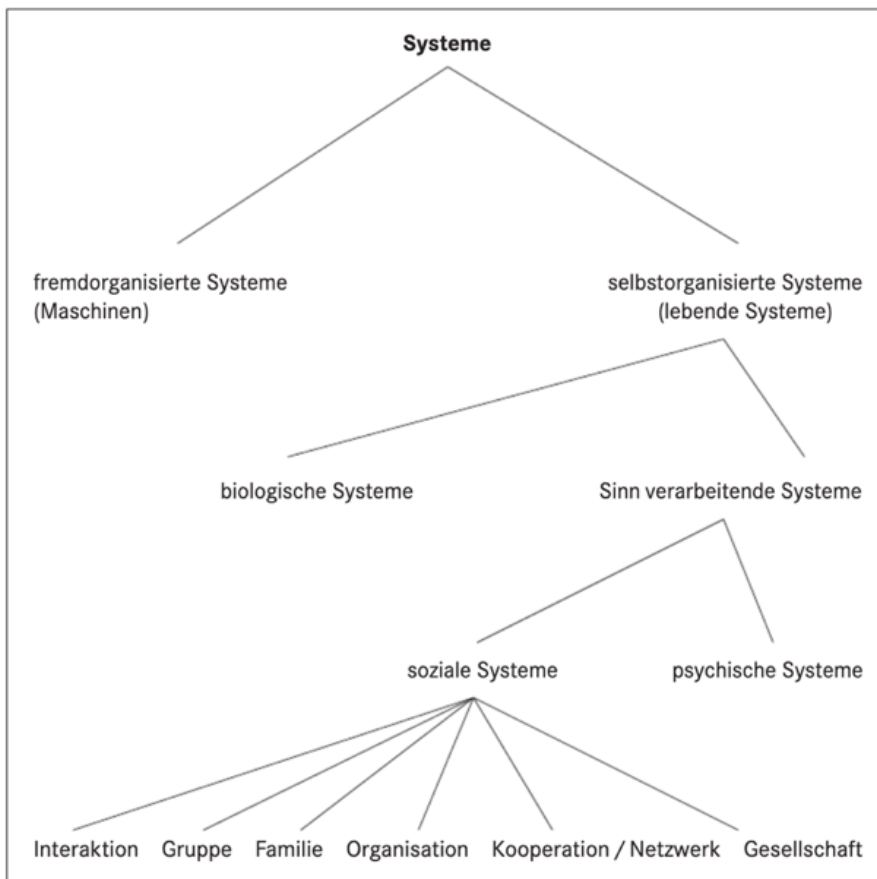 Systeme
fremdorganisierte Systeme
(Maschinen)
selbstorganisierte Systeme
(lebende Systeme)
biologische Systeme
Sinn verarbeitende Systeme
soziale Systeme
psychische Systeme
Interaktion
Gruppe
Familie
Organisation
Kooperation / Netzwerk
Gesellschaft